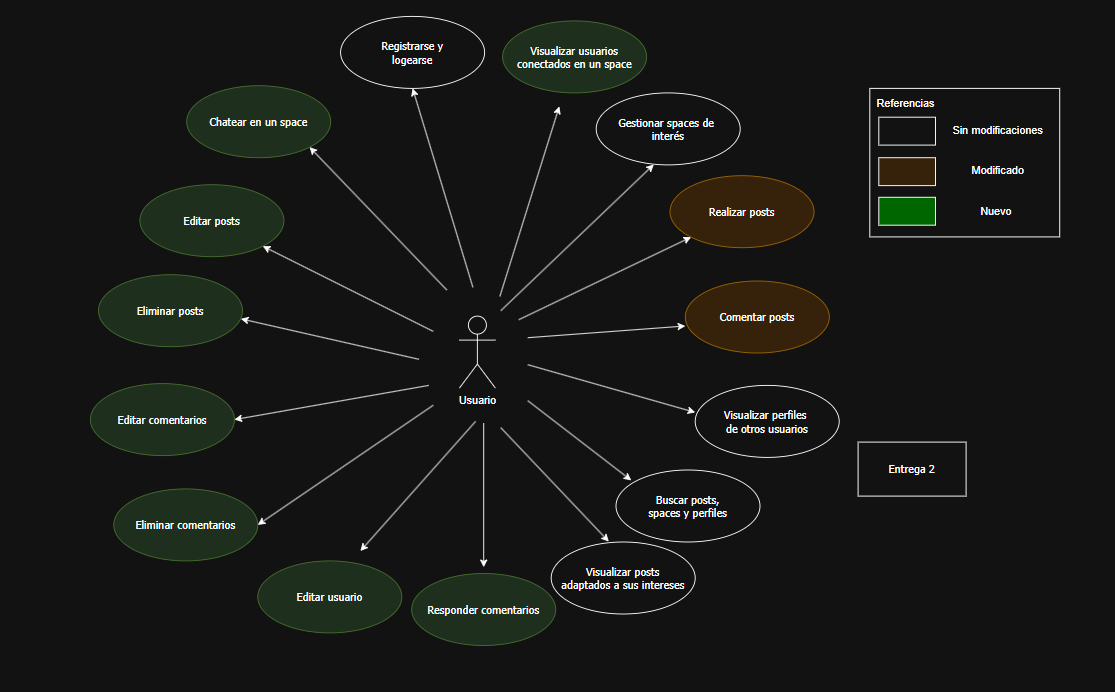 Registrarse y
logearse
Visualizar usuarios
conectados en un space
Chatear en un space
Gestionar spaces de
interés
Referencias
Sin modificaciones
Modificado
Nuevo
Editar posts
Realizar posts
Eliminar posts
Comentar posts
Usuario
Editar comentarios
Visualizar perfiles
de otros usuarios
Entrega 2
Buscar posts,
spaces y perfiles
Eliminar comentarios
Visualizar posts
adaptados a sus intereses
Editar usuario
Responder comentarios